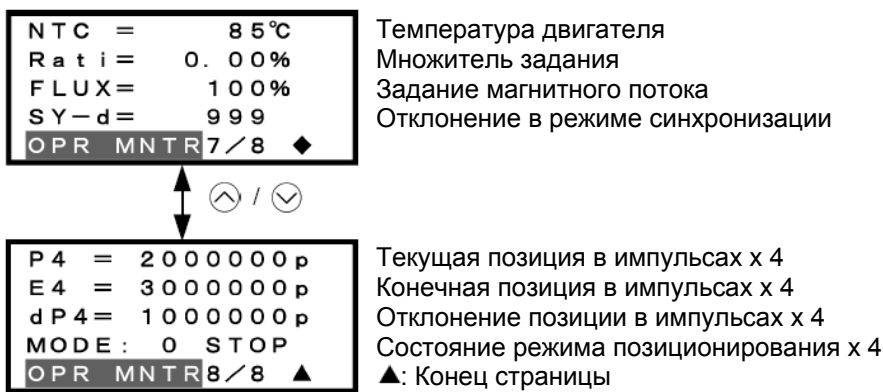 NTC = 85℃ Температура двигателя
Rati= 0. 00% Множитель задания
FLUX= 100% Задание магнитного потока
SY-d= 999 Отклонение в режиме синхронизации
OPR MNTR 7/8 ◆
/
P4 = 2000000p Текущая позиция в импульсах x 4
E4 = 3000000p Конечная позиция в импульсах x 4
dP4= 1000000p Отклонение позиции в импульсах x 4
MODE: 0 STOP Состояние режима позиционирования x 4
OPR MNTR 8/8 ▲ ▲: Конец страницы